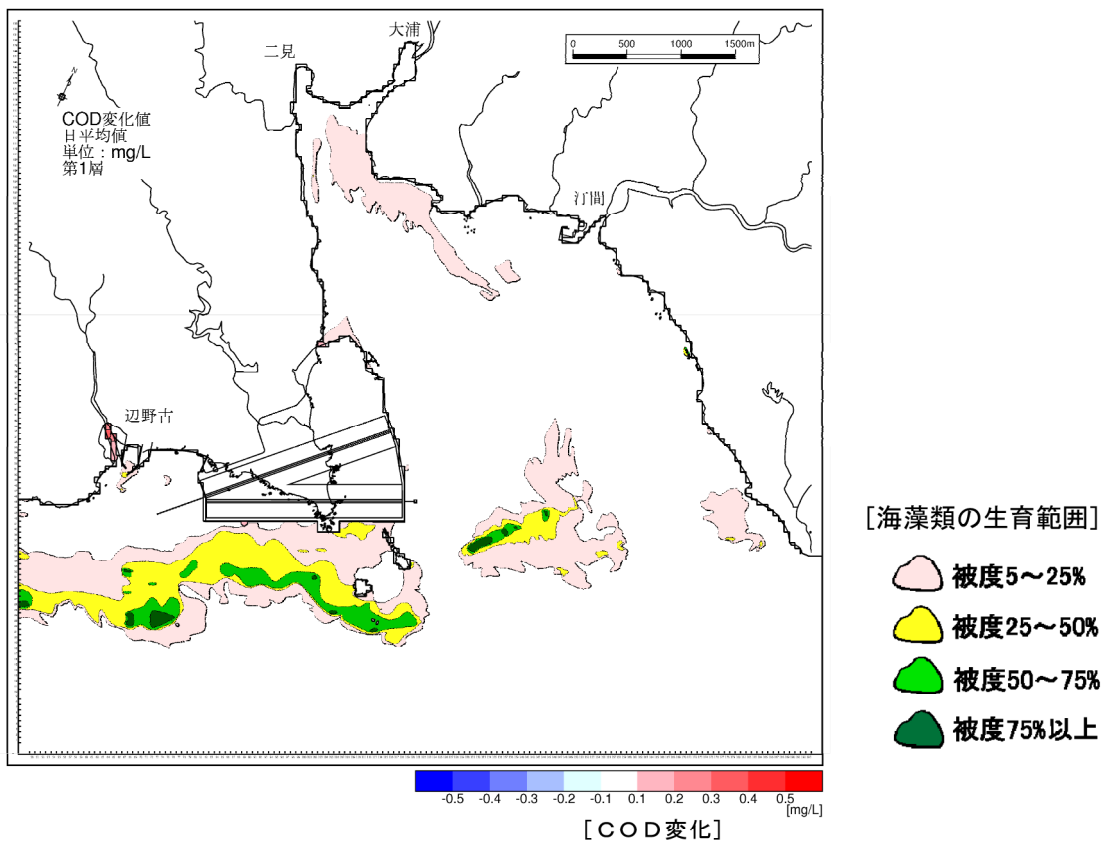 大浦
二見
0 500 1000 1500m
N
COD変化値
日平均値
単位：mg/L
第1層
汀間
辺野古
[海藻類の生育範囲]
被度5～25%
被度25～50%
被度50～75%
被度75%以上
-0.5 -0.4 -0.3 -0.2 -0.1 0.1 0.2 0.3 0.4 0.5
[mg/L]
[ＣＯＤ変化]